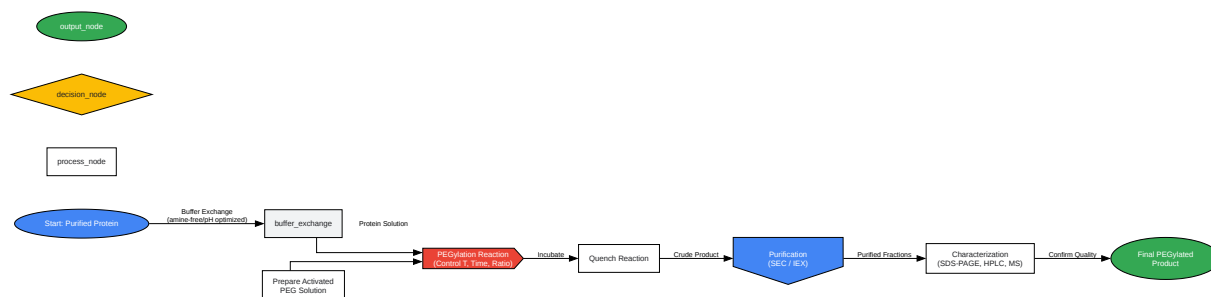 output_node
decision_node
process_node
Start: Purified Protein
Buffer Exchange
(amine-free/pH optimized)
buffer_exchange
Protein Solution
Prepare Activated
PEG Solution
PEGylation Reaction
(Control T, Time, Ratio)
Incubate
Quench Reaction
Crude Product
Purification
(SEC / IEX)
Purified Fractions
Characterization
(SDS-PAGE, HPLC, MS)
Confirm Quality
Final PEGylated
Product